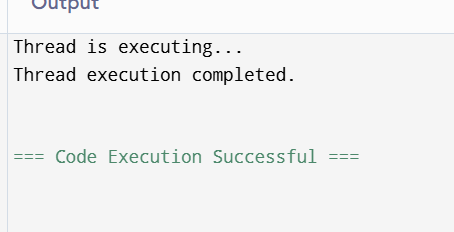 Output
Thread is executing...
Thread execution completed.
=== Code Execution Successful ===